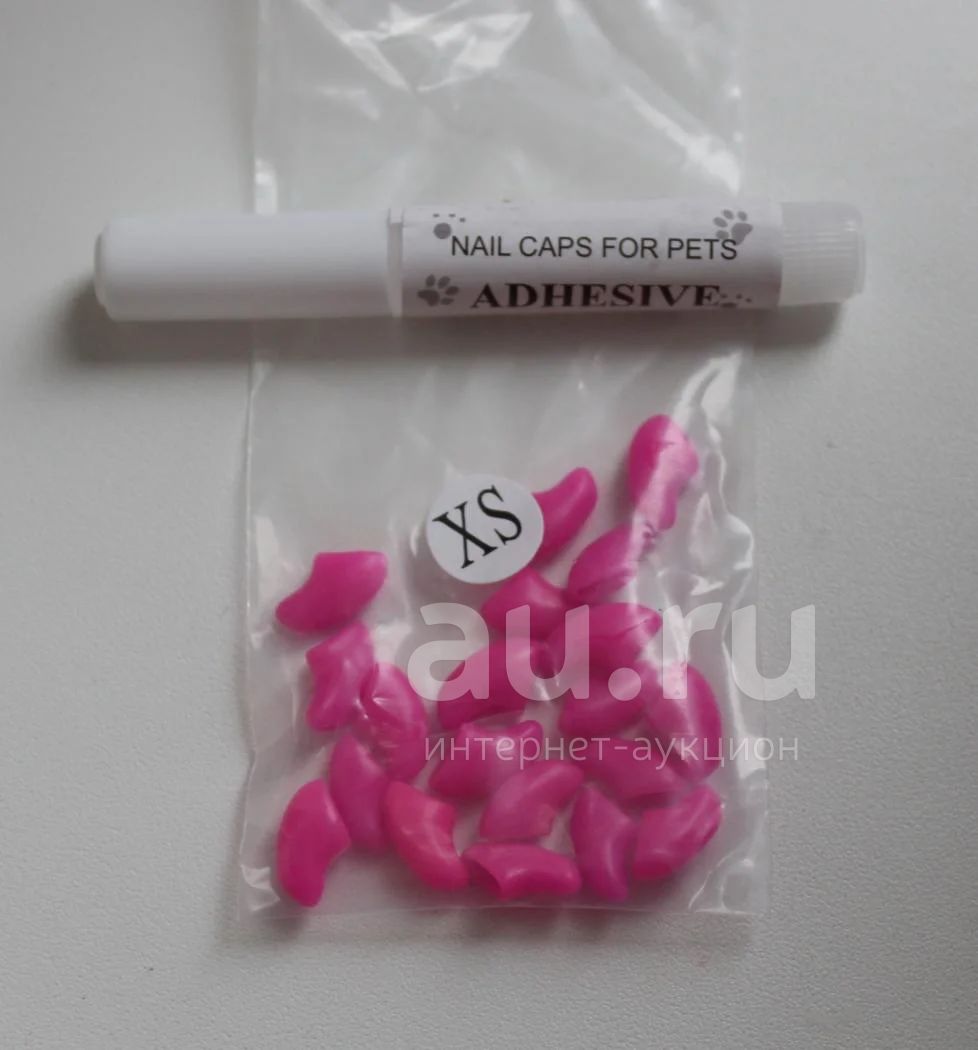 NAIL CAPS FOR PETS
ADHESIVE
XS
au.ru
интернет-аукцион